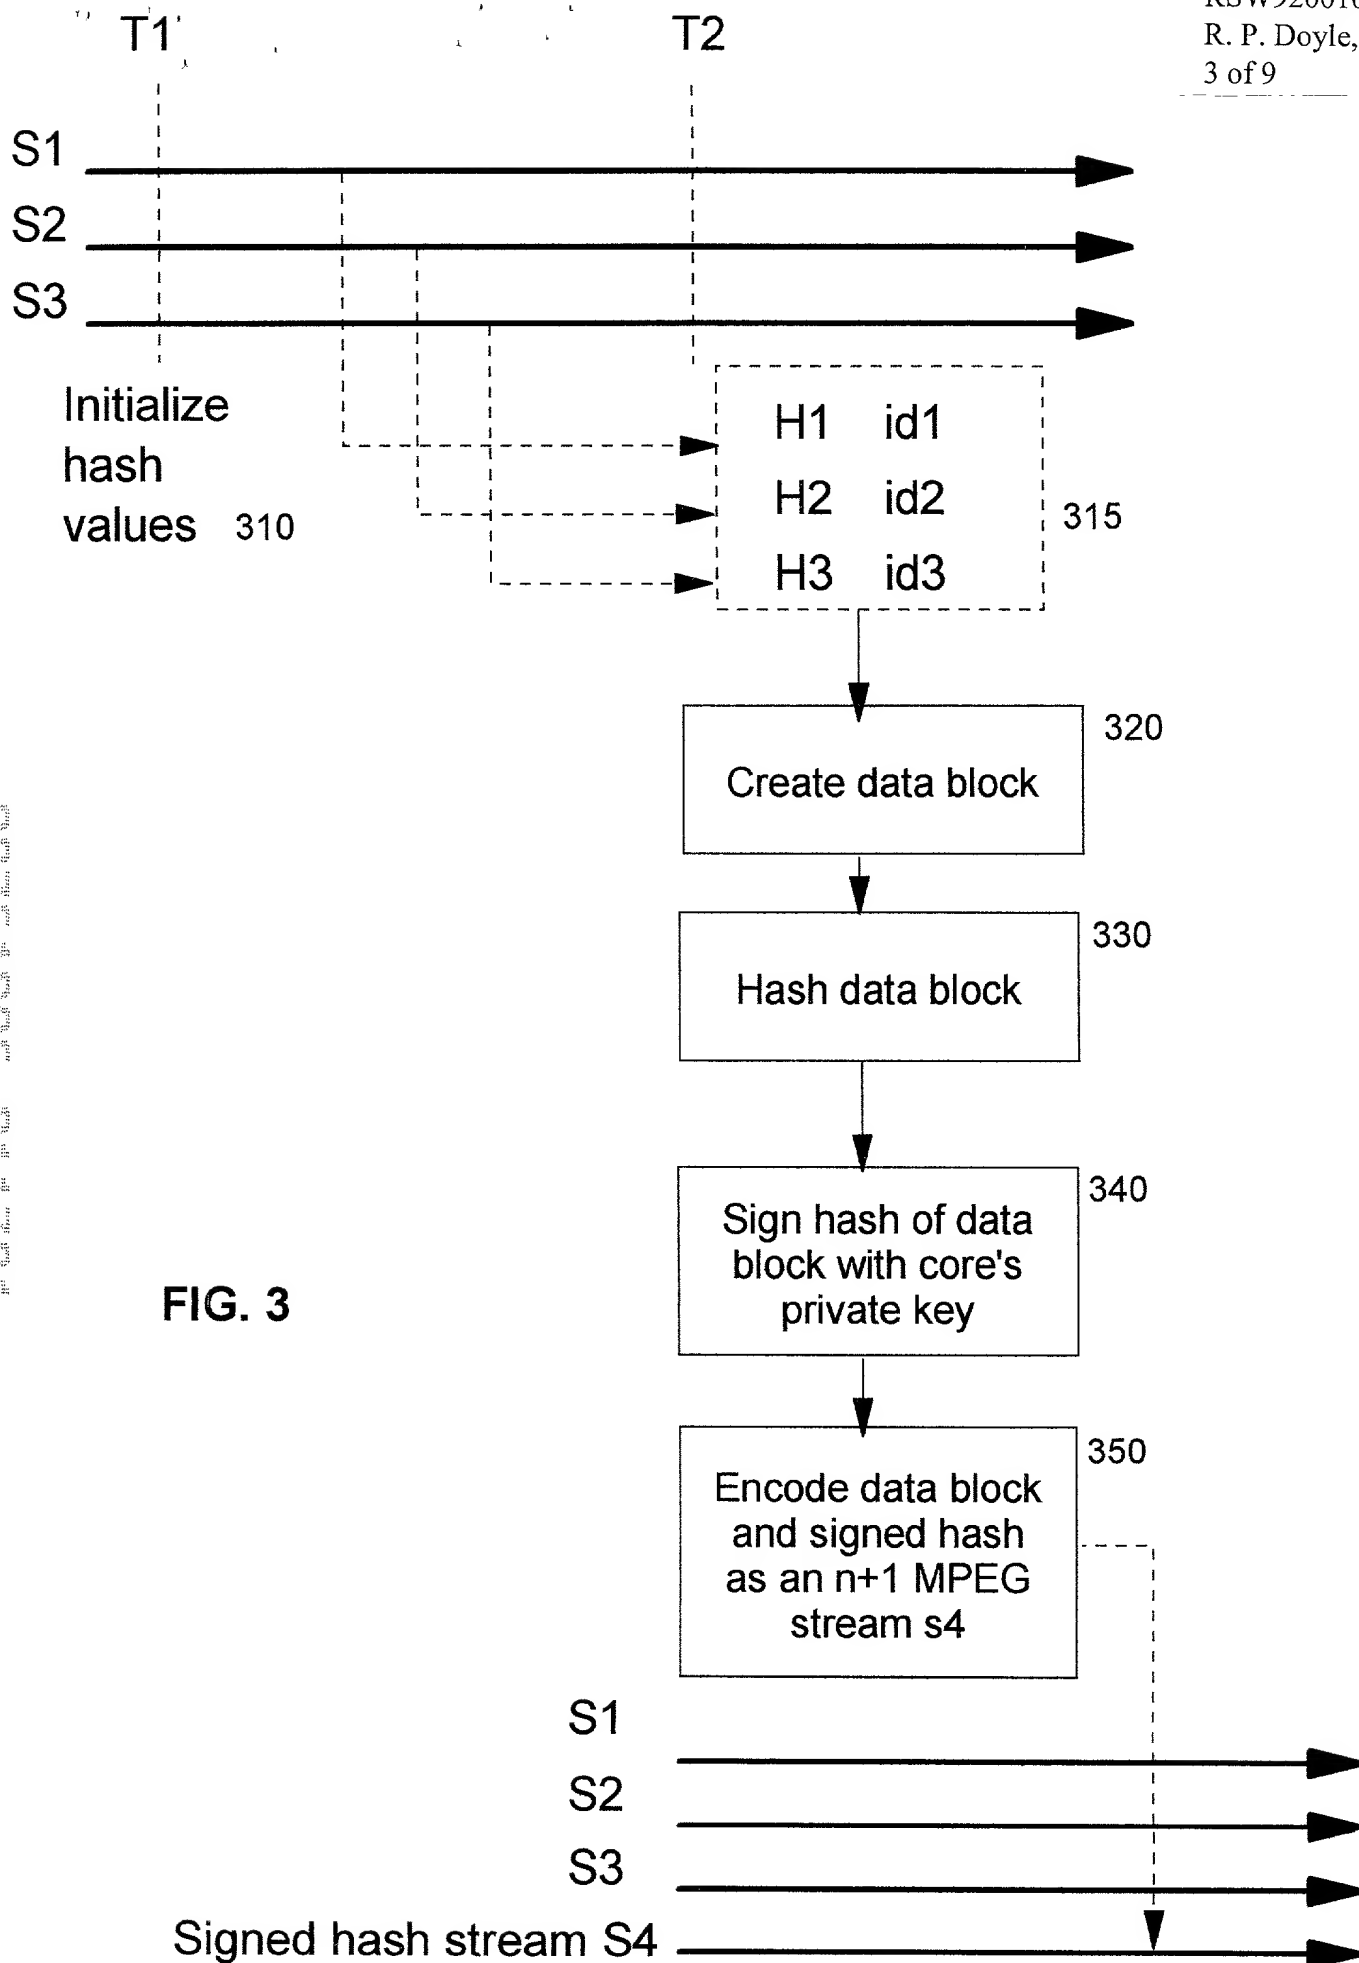 R. P. Doyle,
3 of 9
T1
T2
S1
S2
S3
Initialize
hash
values 310
H1 id1
H2 id2
H3 id3
315
320
Create data block
330
Hash data block
340
Sign hash of data
block with core's
private key
FIG. 3
350
Encode data block
and signed hash
as an n+1 MPEG
stream s4
S1
S2
S3
Signed hash stream S4